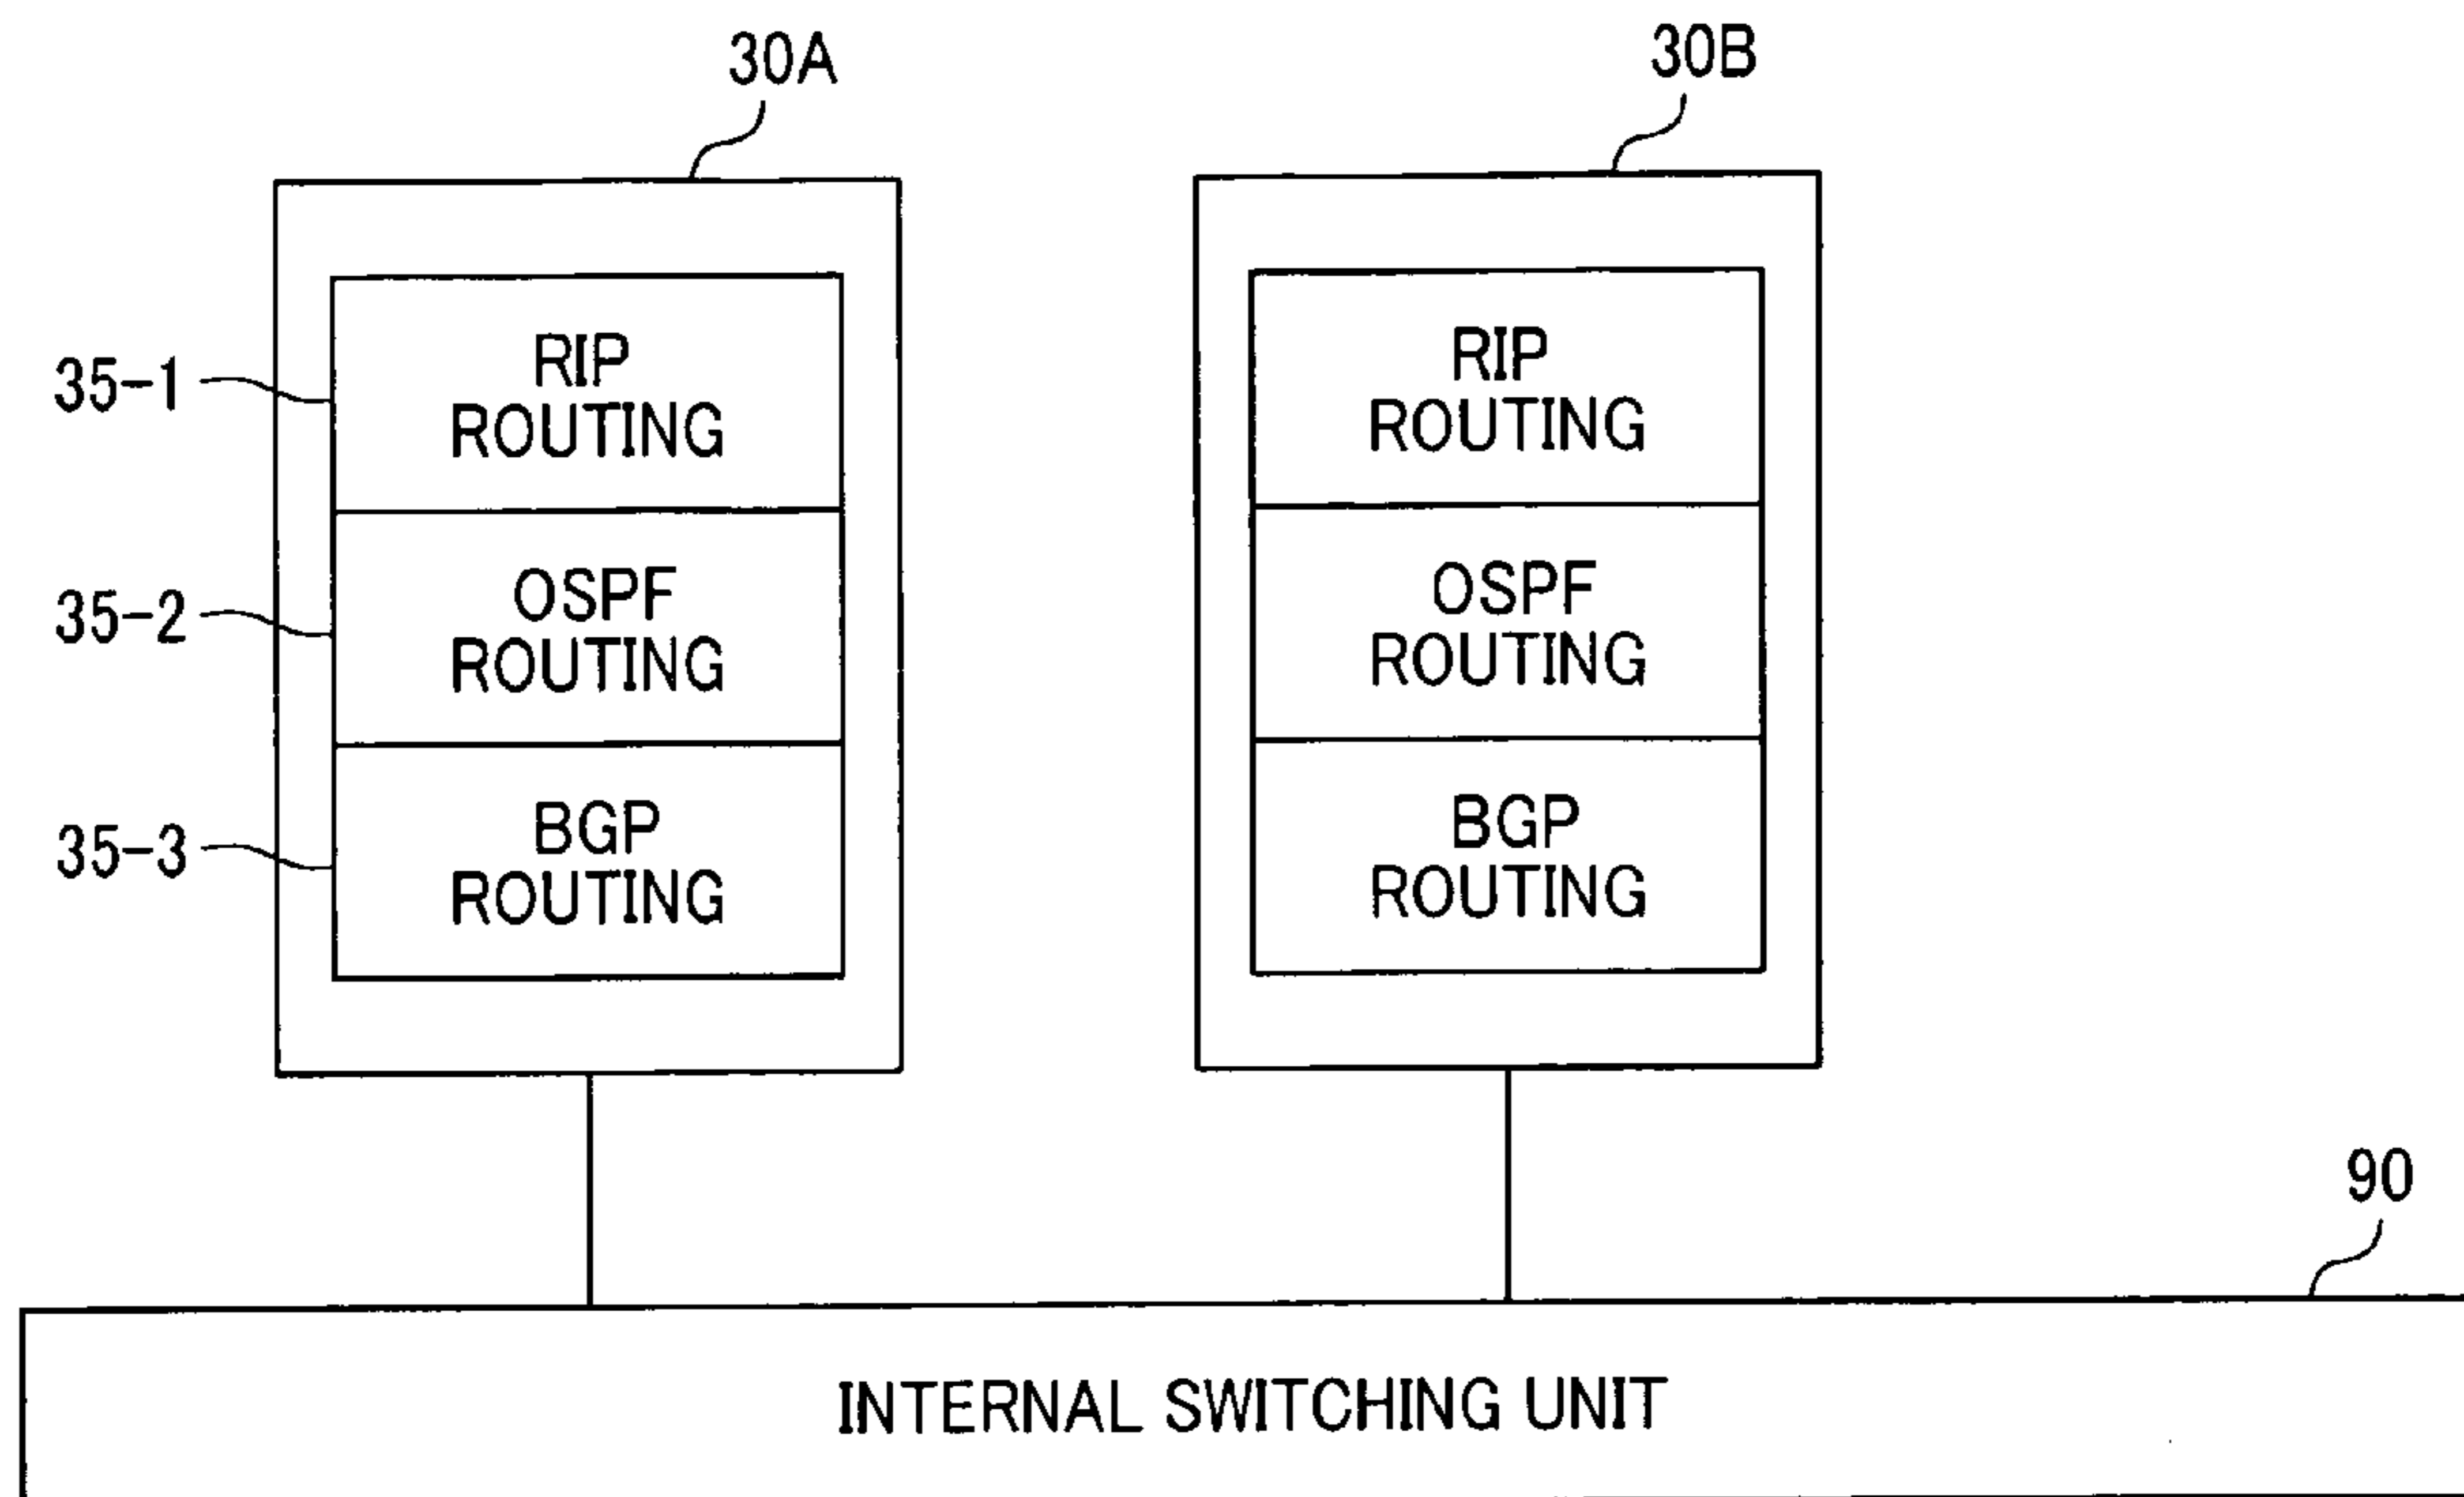 30A
30B
35-1
RIP
ROUTING
35-2
OSPF
ROUTING
35-3
BGP
ROUTING
RIP
ROUTING
OSPF
ROUTING
BGP
ROUTING
90
INTERNAL SWITCHING UNIT